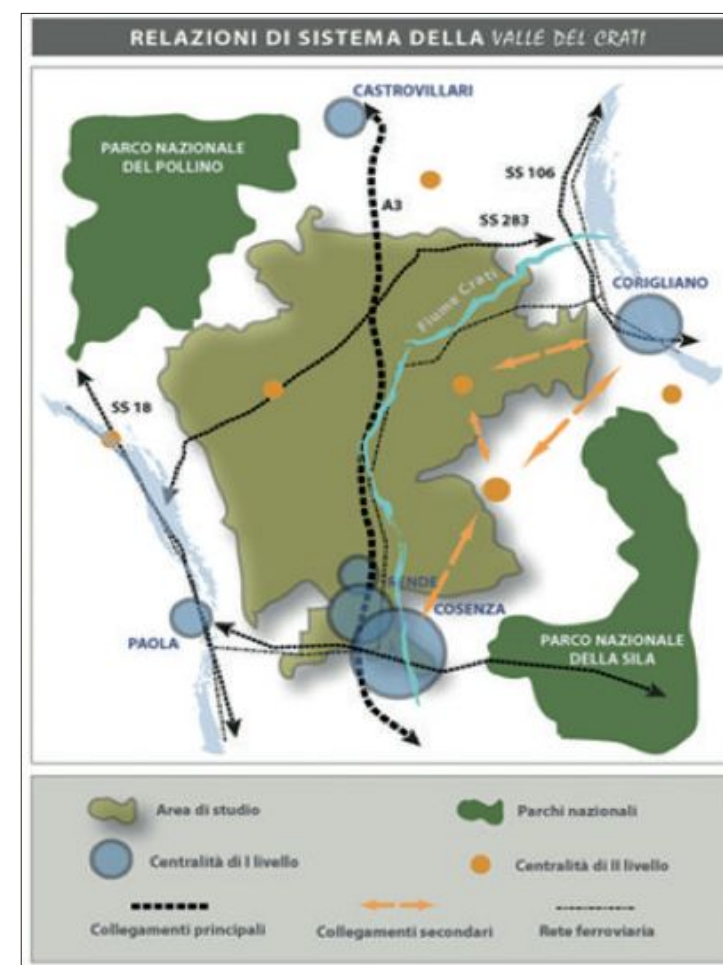 RELAZIONI DI SISTEMA DELLA VALLE DEL CRATI
CASTROVILLARI
PARCO NAZIONALE
DEL POLLINO
SS 106
A3
SS 283
Fiume Crati
CORIGLIANO
SS 18
RENDE
COSENZA
PAOLA
PARCO NAZIONALE
DELLA SILA
Area di studio
Parchi nazionali
Centralità di I livello
Centralità di II livello
Collegamenti principali
Collegamenti secondari
Rete ferroviaria